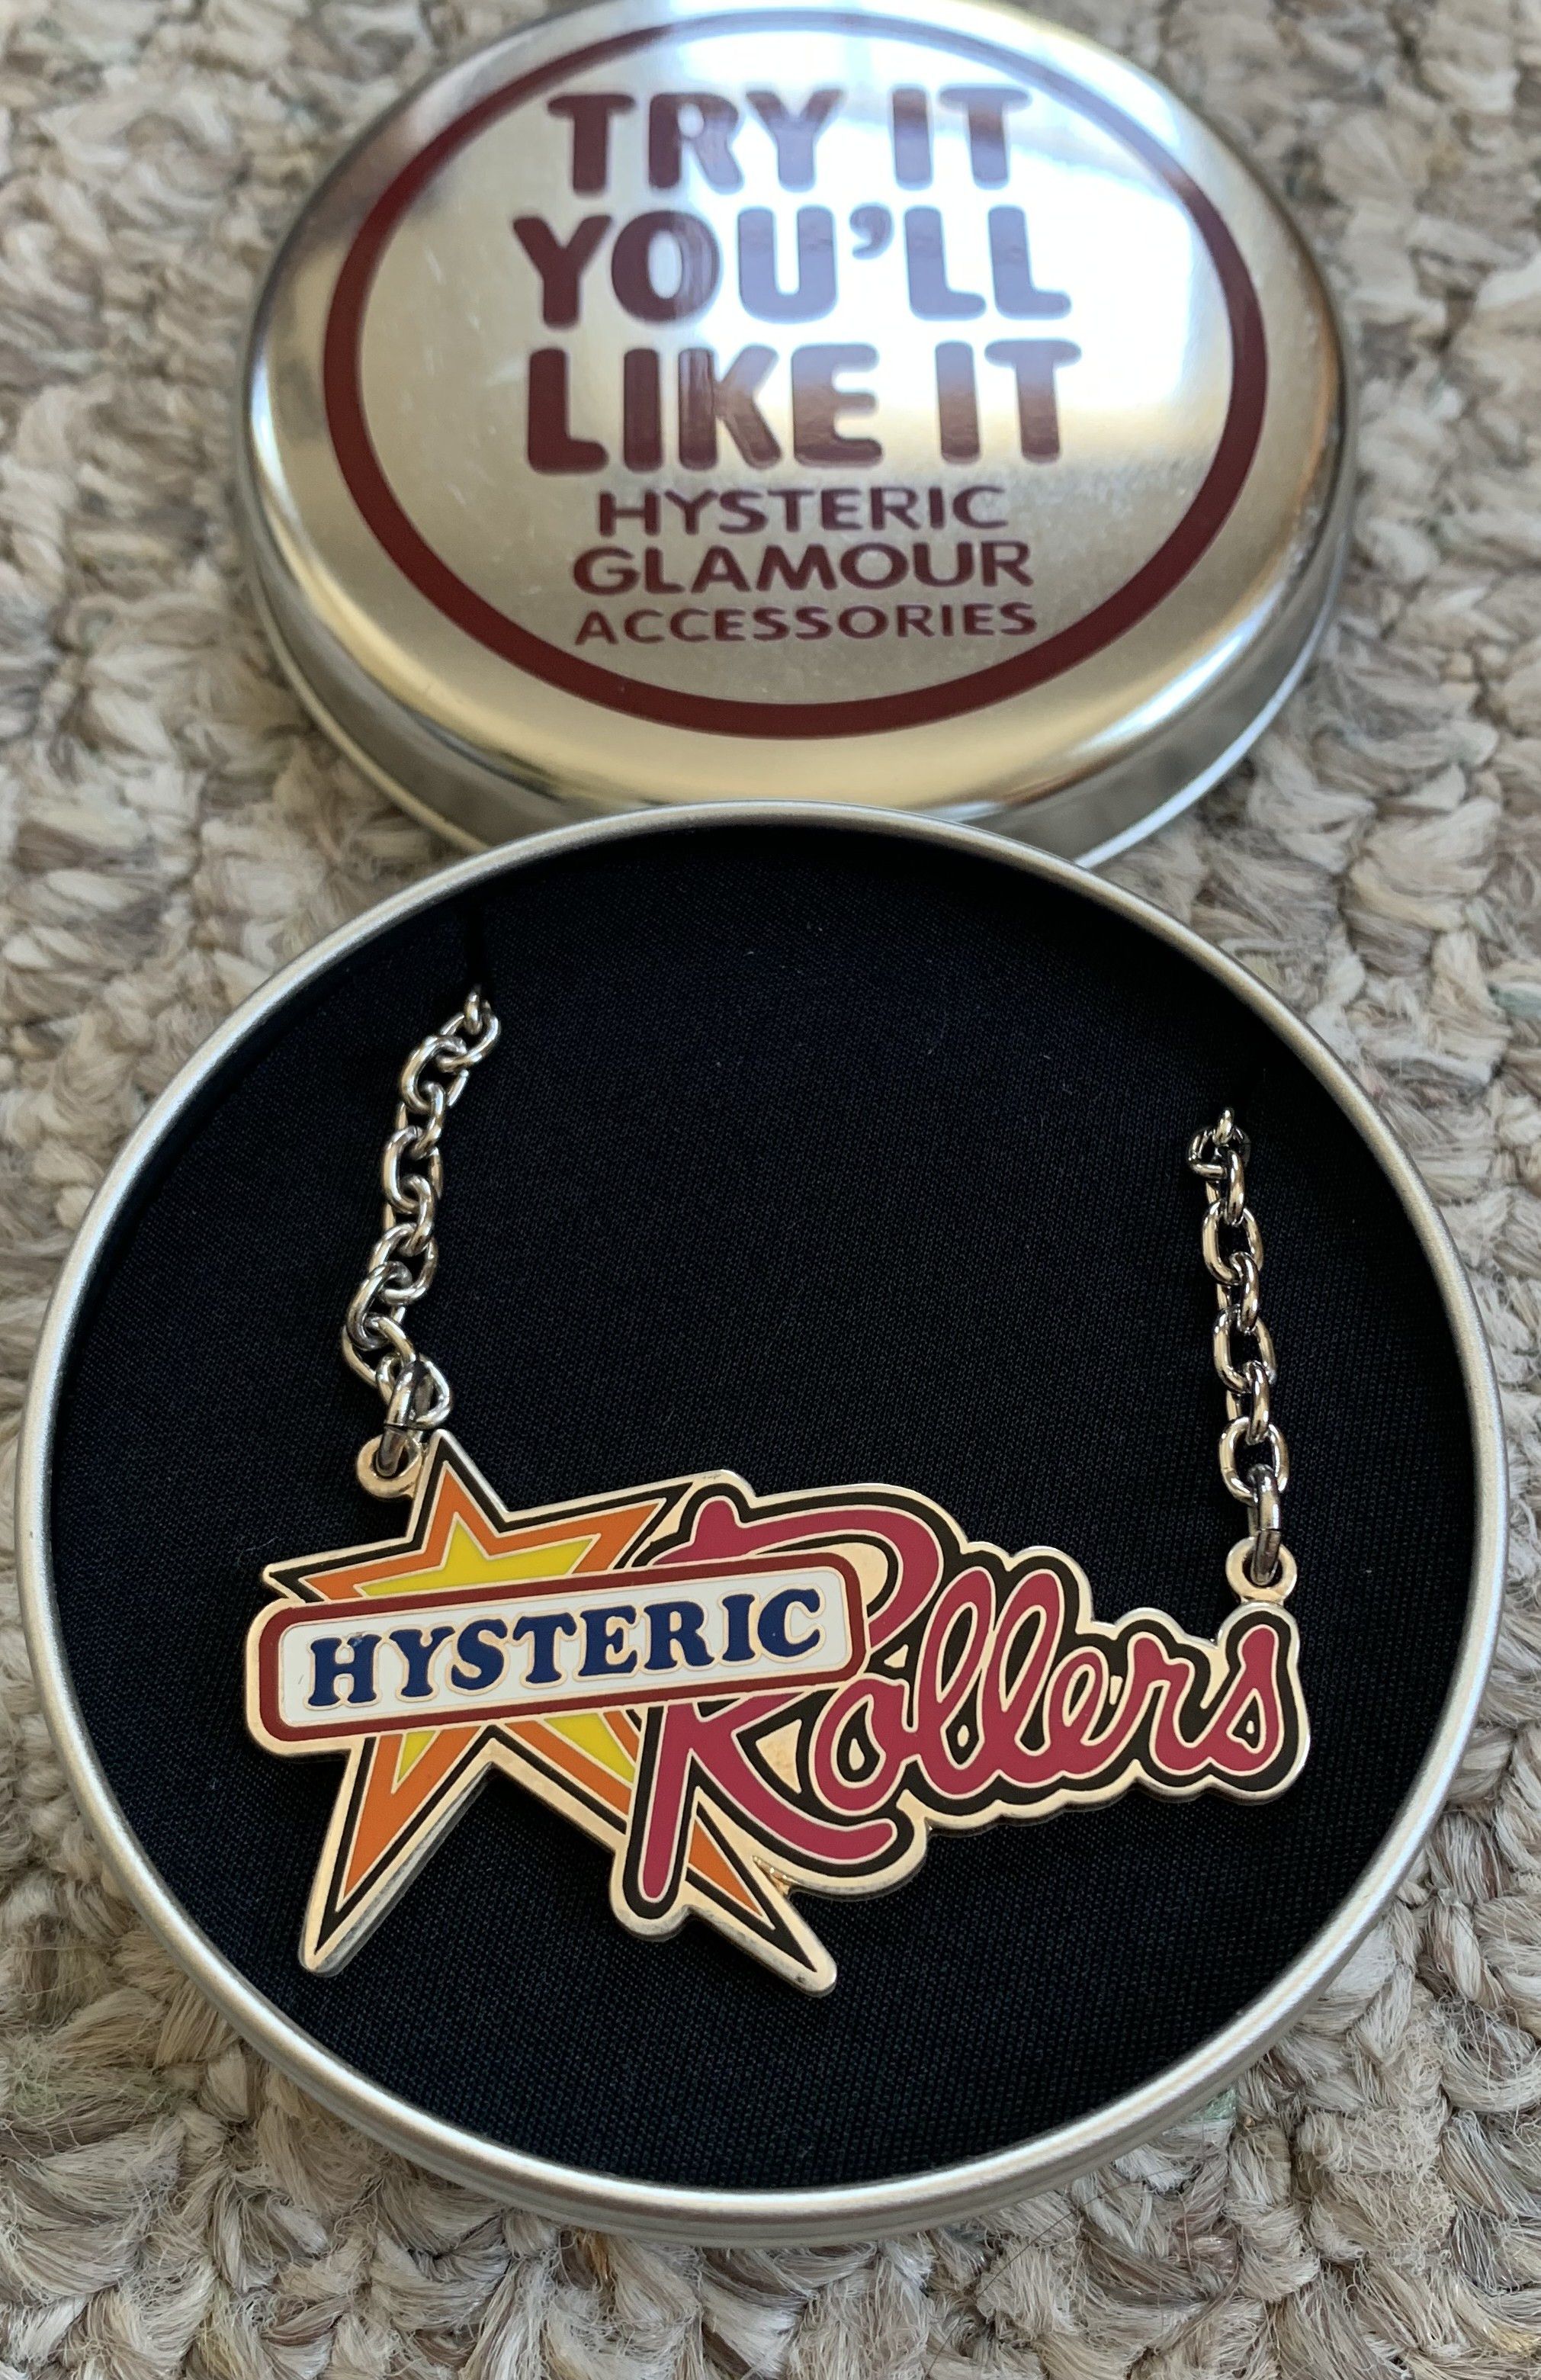 TRY IT
YOU'LL
LIKE IT
HYSTERIC
GLAMOUR
ACCESSORIES
HYSTERIC
Rollers